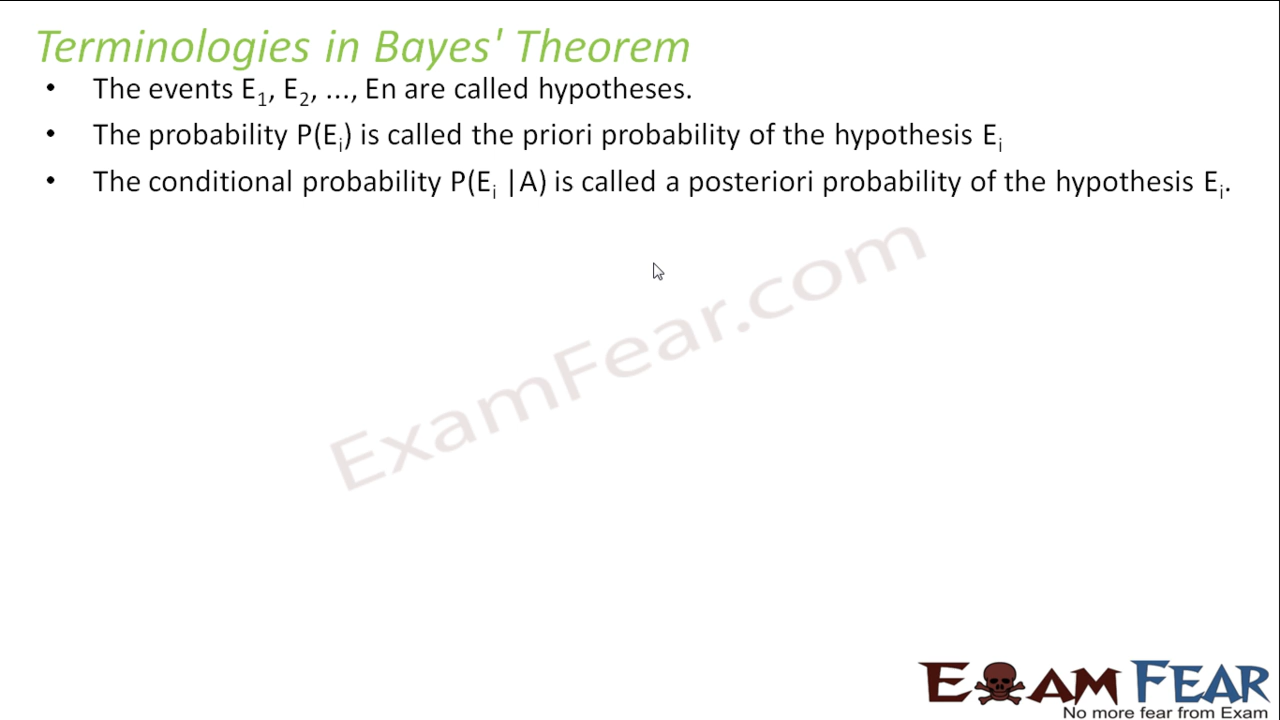 Terminologies in Bayes' Theorem
• The events E₁, E₂, ..., En are called hypotheses.
• The probability P(Eᵢ) is called the priori probability of the hypothesis Eᵢ
• The conditional probability P(Eᵢ |A) is called a posteriori probability of the hypothesis Eᵢ.
ExamFear.com
EXAM FEAR
No more fear from Exam